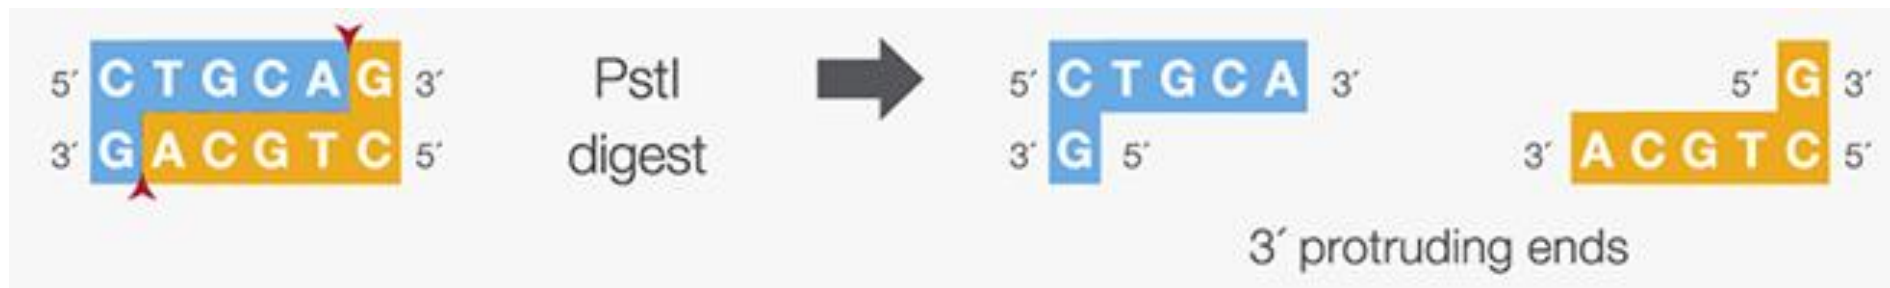 5´ C T G C A G 3´
3´ G A C G T C 5´
PstI
digest
5´ C T G C A 3´
3´ G 5´
5´ G 3´
3´ A C G T C 5´
3´ protruding ends